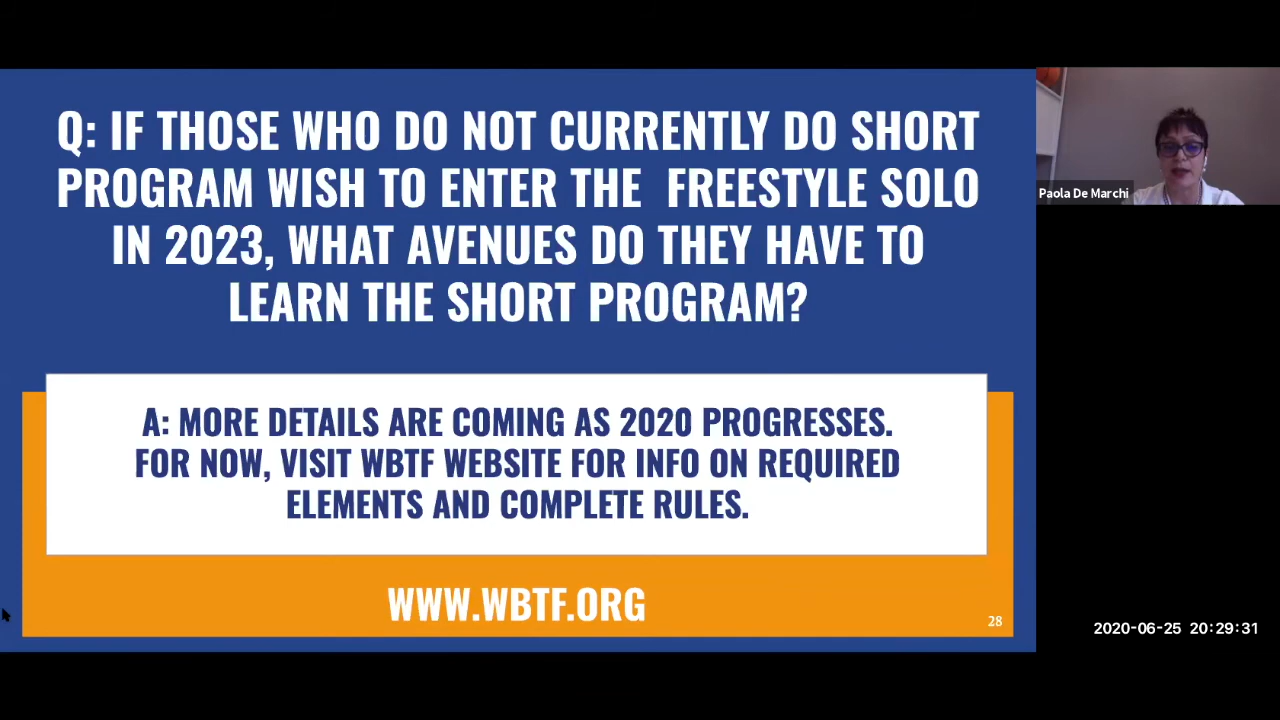 Q: IF THOSE WHO DO NOT CURRENTLY DO SHORT
PROGRAM WISH TO ENTER THE FREESTYLE SOLO
IN 2023, WHAT AVENUES DO THEY HAVE TO
LEARN THE SHORT PROGRAM?
A: MORE DETAILS ARE COMING AS 2020 PROGRESSES.
FOR NOW, VISIT WBTF WEBSITE FOR INFO ON REQUIRED
ELEMENTS AND COMPLETE RULES.
WWW.WBTF.ORG
28
Paola De Marchi
2020-06-25 20:29:31